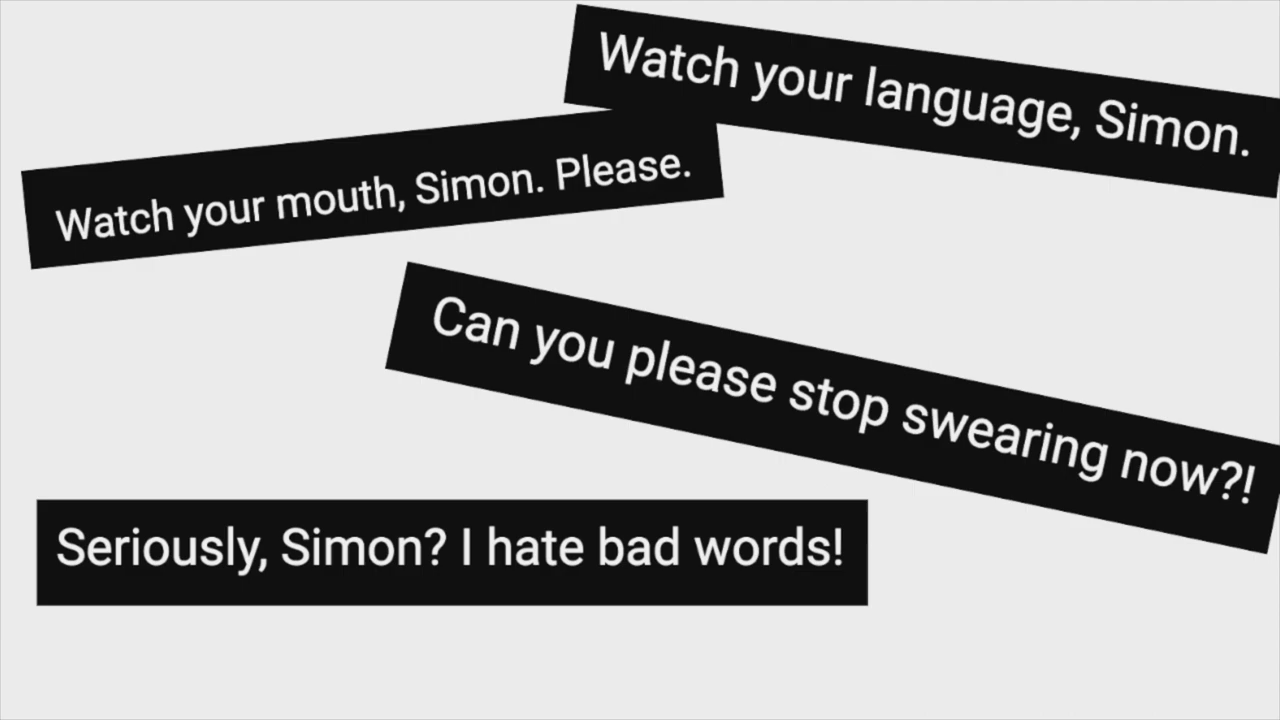 Watch your language, Simon.
Watch your mouth, Simon. Please.
Can you please stop swearing now?!
Seriously, Simon? I hate bad words!